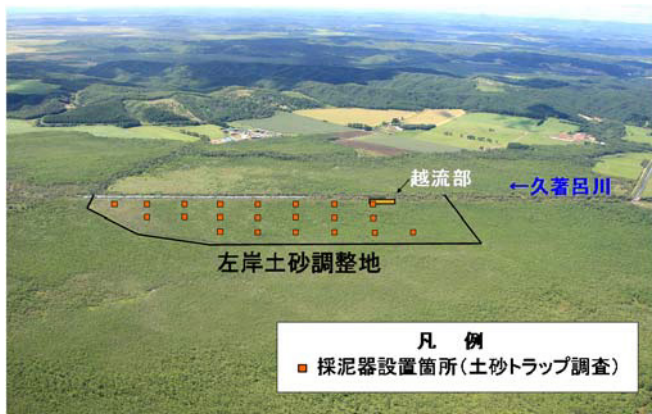 越流部
←久著呂川
左岸土砂調整地
凡 例
採泥器設置箇所(土砂トラップ調査)